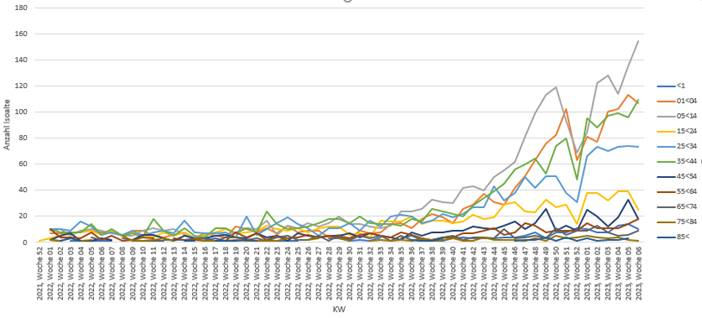 180
160
140
120
100
80
60
40
20
0
Anzahl Isoalte
2021, Woche 52
2022, Woche 01
2022, Woche 02
2022, Woche 03
2022, Woche 04
2022, Woche 05
2022, Woche 06
2022, Woche 07
2022, Woche 08
2022, Woche 09
2022, Woche 10
2022, Woche 11
2022, Woche 12
2022, Woche 13
2022, Woche 14
2022, Woche 15
2022, Woche 16
2022, Woche 17
2022, Woche 18
2022, Woche 19
2022, Woche 20
2022, Woche 21
2022, Woche 22
2022, Woche 23
2022, Woche 24
2022, Woche 25
2022, Woche 26
2022, Woche 27
2022, Woche 28
2022, Woche 29
2022, Woche 30
2022, Woche 31
2022, Woche 32
2022, Woche 33
2022, Woche 34
2022, Woche 35
2022, Woche 36
2022, Woche 37
2022, Woche 38
2022, Woche 39
2022, Woche 40
2022, Woche 41
2022, Woche 42
2022, Woche 43
2022, Woche 44
2022, Woche 45
2022, Woche 46
2022, Woche 47
2022, Woche 48
2022, Woche 49
2022, Woche 50
2022, Woche 51
2022, Woche 52
2023, Woche 01
2023, Woche 02
2023, Woche 03
2023, Woche 04
2023, Woche 05
2023, Woche 06
KW
<1
01<04
05<14
15<24
25<34
35<44
45<54
55<64
65<74
75<84
85<